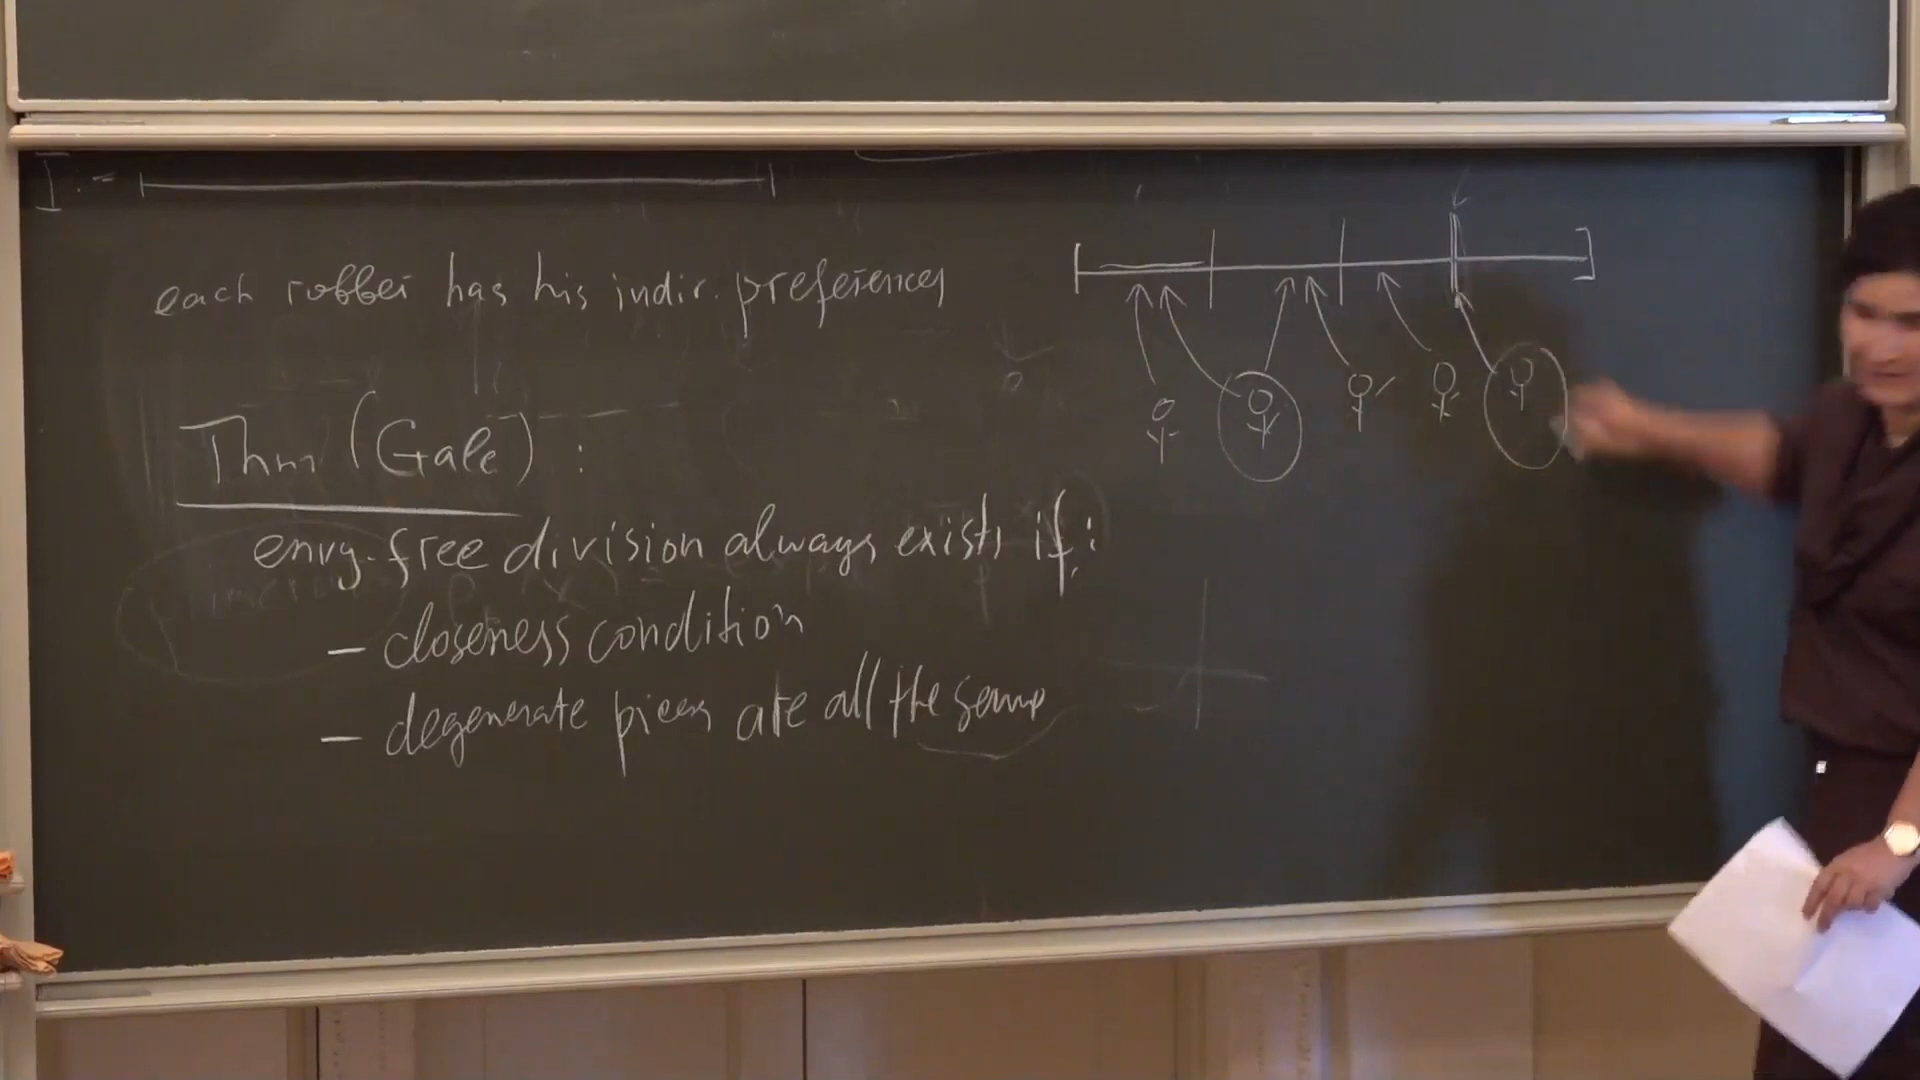 I :=
each robber has his indiv. preferences
Thm (Gale) :
envy-free division always exists if :
– closeness condition
– degenerate pieces are all the same